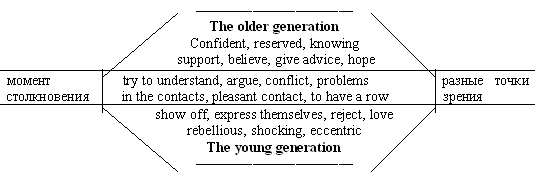 The older generation
Confident, reserved, knowing
support, believe, give advice, hope
момент
столкновения
try to understand, argue, conflict, problems
in the contacts, pleasant contact, to have a row
разные точки
зрения
show off, express themselves, reject, love
rebellious, shocking, eccentric
The young generation